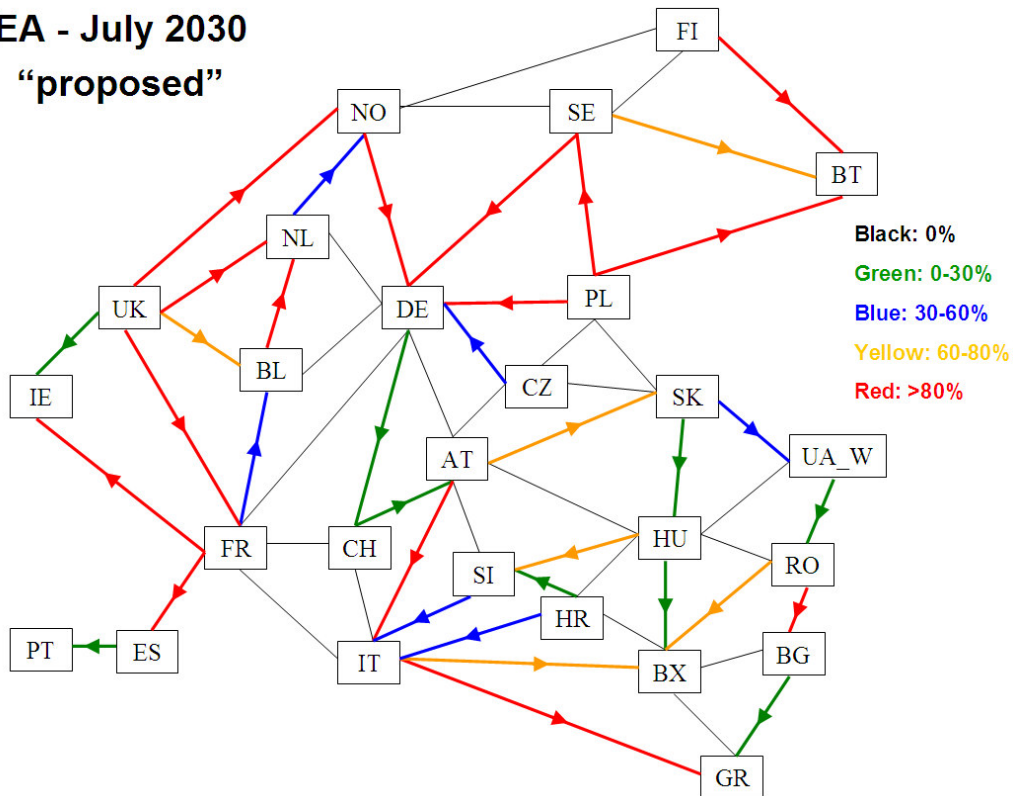 EA - July 2030
“proposed”
FI
NO
SE
BT
NL
Black: 0%
Green: 0-30%
UK
DE
PL
Blue: 30-60%
Yellow: 60-80%
BL
CZ
Red: >80%
IE
SK
AT
UA_W
FR
CH
HU
RO
SI
HR
PT
ES
IT
BX
BG
GR